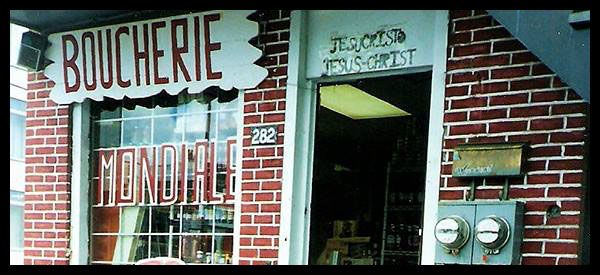 BOUCHERIE
MONDIALE
282
JESUCRISTO
JESUS-CHRIST